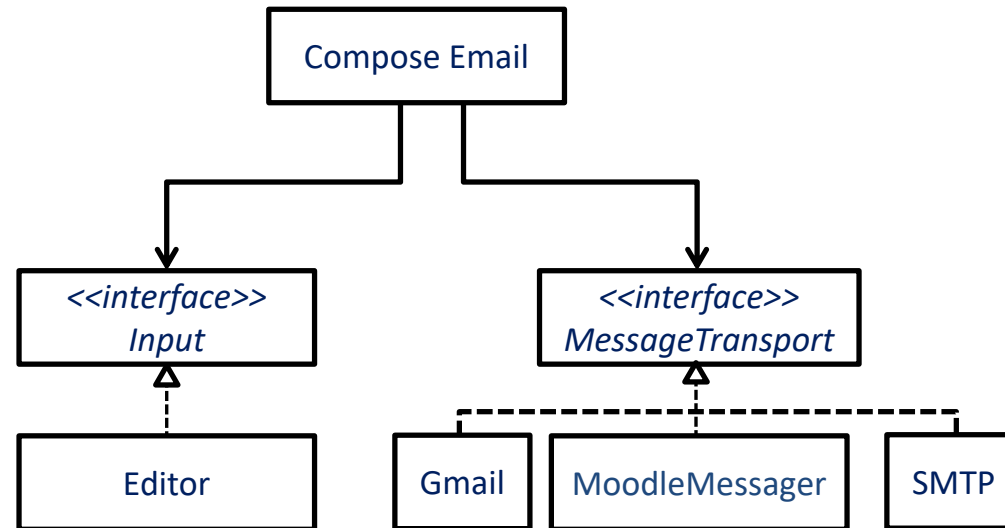 Compose Email
<<interface>>
Input
<<interface>>
MessageTransport
Editor
Gmail
MoodleMessager
SMTP